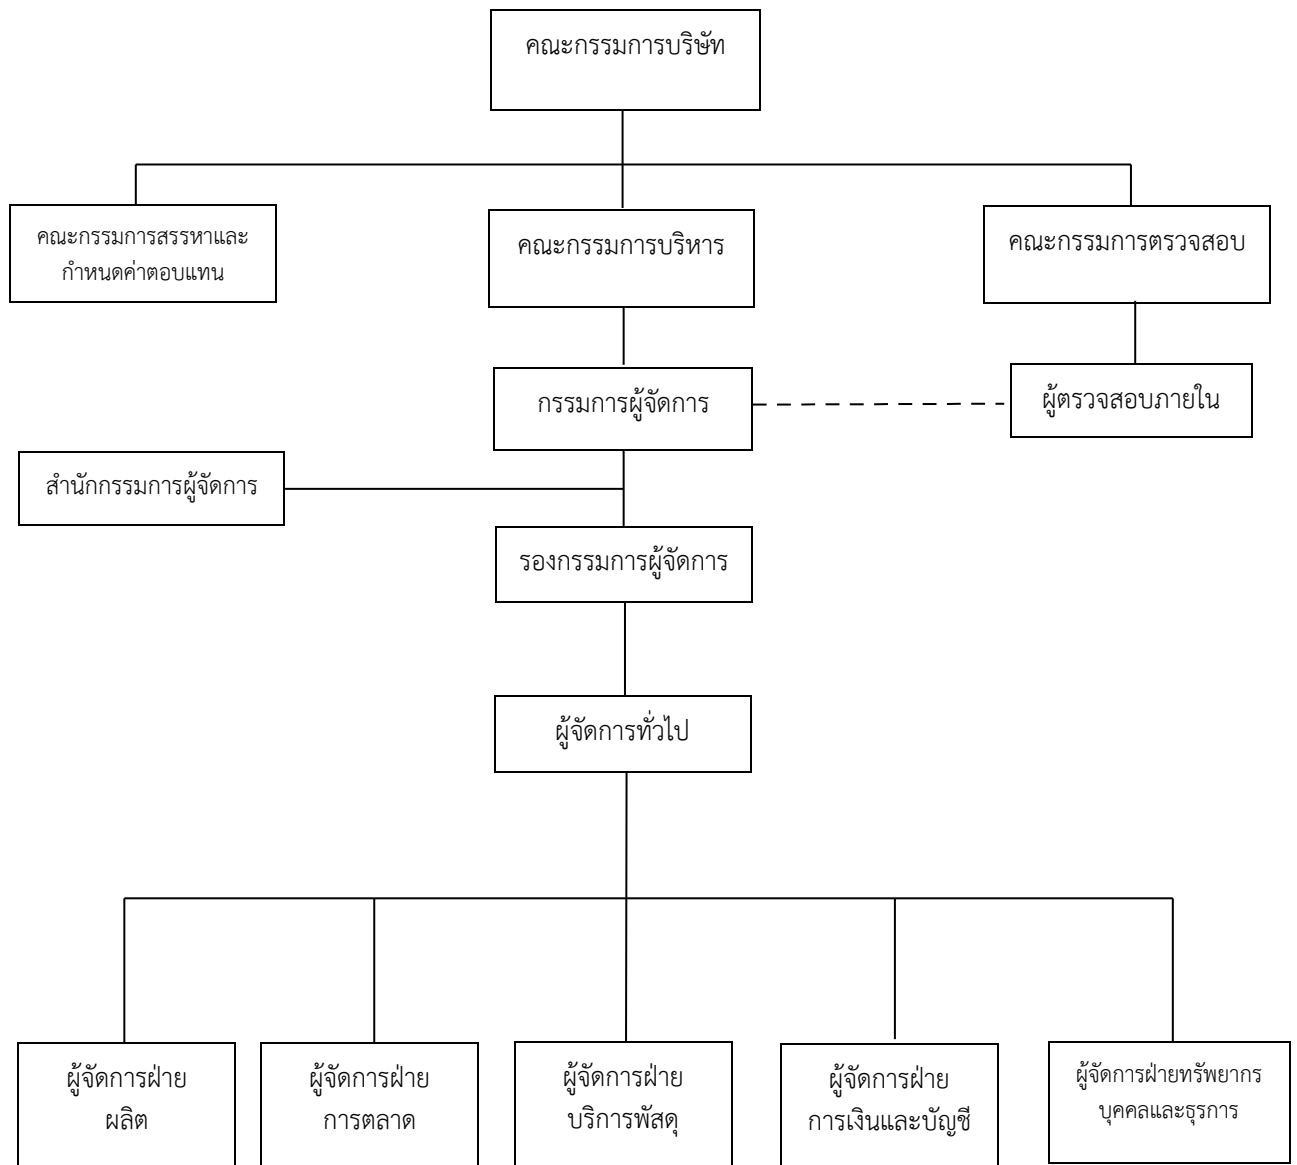 คณะกรรมการบริษัท
คณะกรรมการสรรหาและ
กำหนดค่าตอบแทน
คณะกรรมการบริหาร
คณะกรรมการตรวจสอบ
กรรมการผู้จัดการ
ผู้ตรวจสอบภายใน
สำนักกรรมการผู้จัดการ
รองกรรมการผู้จัดการ
ผู้จัดการทั่วไป
ผู้จัดการฝ่าย
ผลิต
ผู้จัดการฝ่าย
การตลาด
ผู้จัดการฝ่าย
บริการพัสดุ
ผู้จัดการฝ่าย
การเงินและบัญชี
ผู้จัดการฝ่ายทรัพยากร
บุคคลและธุรการ